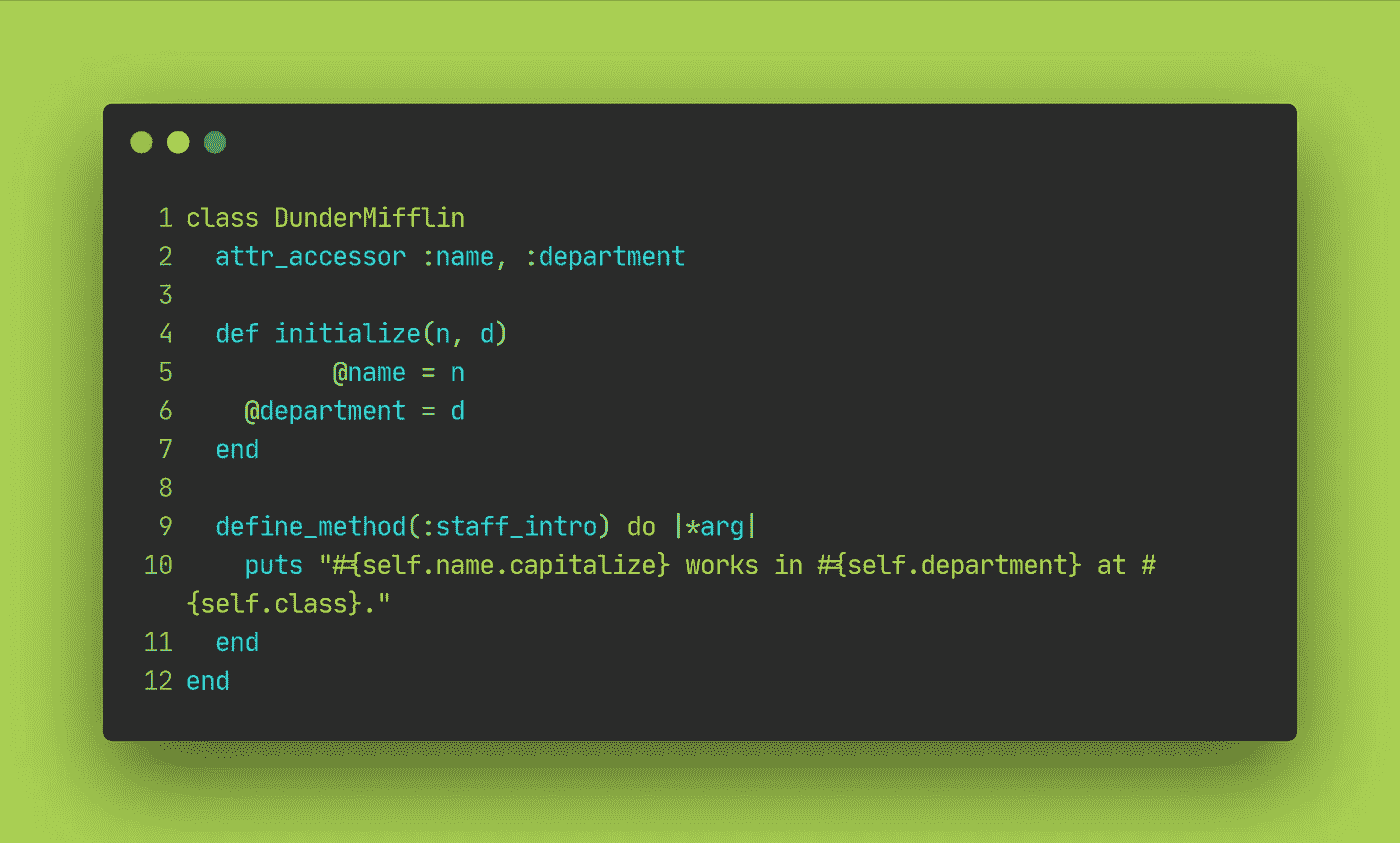 1 class DunderMifflin
2   attr_accessor :name, :department
3
4   def initialize(n, d)
5           @name = n
6     @department = d
7   end
8
9   define_method(:staff_intro) do |*arg|
10     puts "#{self.name.capitalize} works in #{self.department} at #
{self.class}."
11   end
12 end